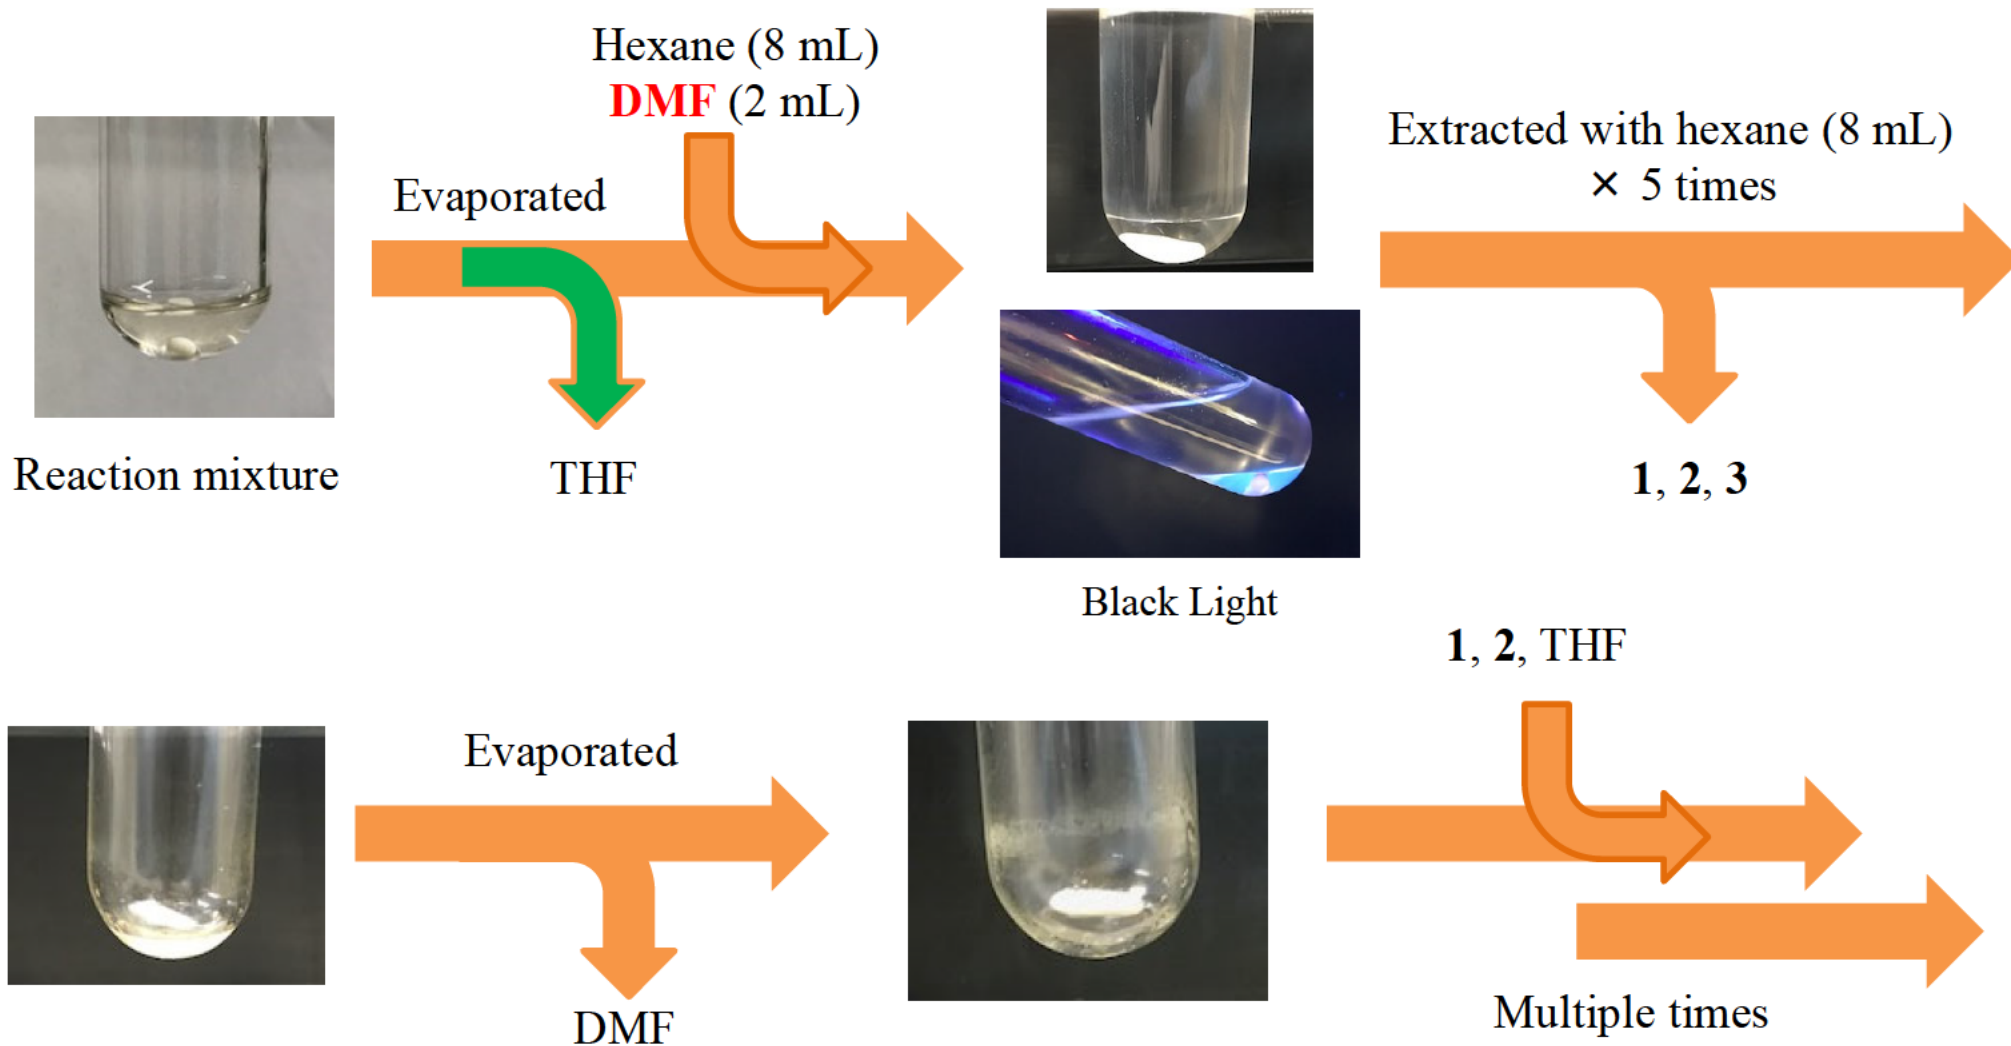 Hexane (8 mL)
DMF (2 mL)
Evaporated
Extracted with hexane (8 mL)
× 5 times
Reaction mixture
THF
1, 2, 3
Black Light
1, 2, THF
Evaporated
DMF
Multiple times